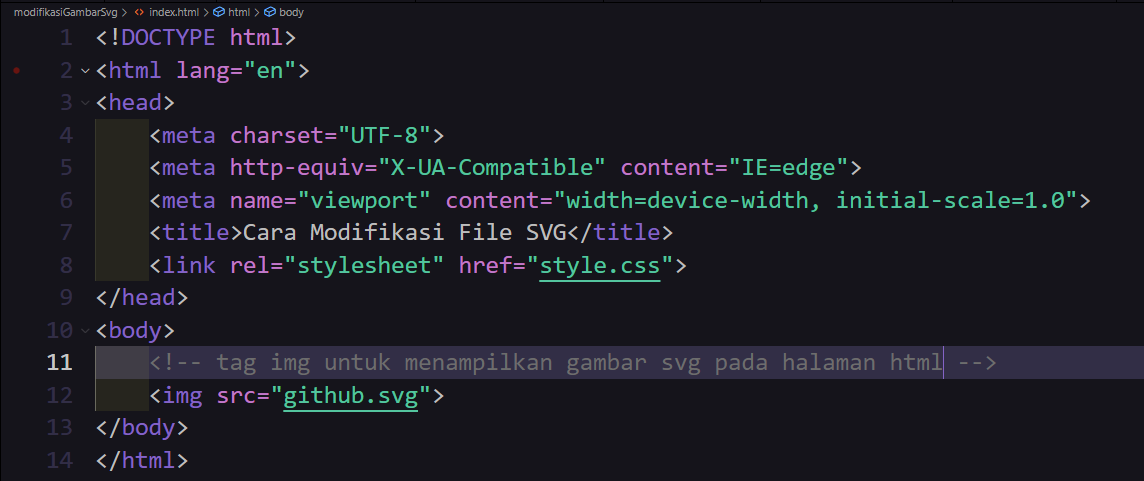 modifikasiGambarSvg > <> index.html > html > body
1 <!DOCTYPE html>
2 <html lang="en">
3 <head>
4     <meta charset="UTF-8">
5     <meta http-equiv="X-UA-Compatible" content="IE=edge">
6     <meta name="viewport" content="width=device-width, initial-scale=1.0">
7     <title>Cara Modifikasi File SVG</title>
8     <link rel="stylesheet" href="style.css">
9 </head>
10 <body>
11     <!-- tag img untuk menampilkan gambar svg pada halaman html -->
12     <img src="github.svg">
13 </body>
14 </html>